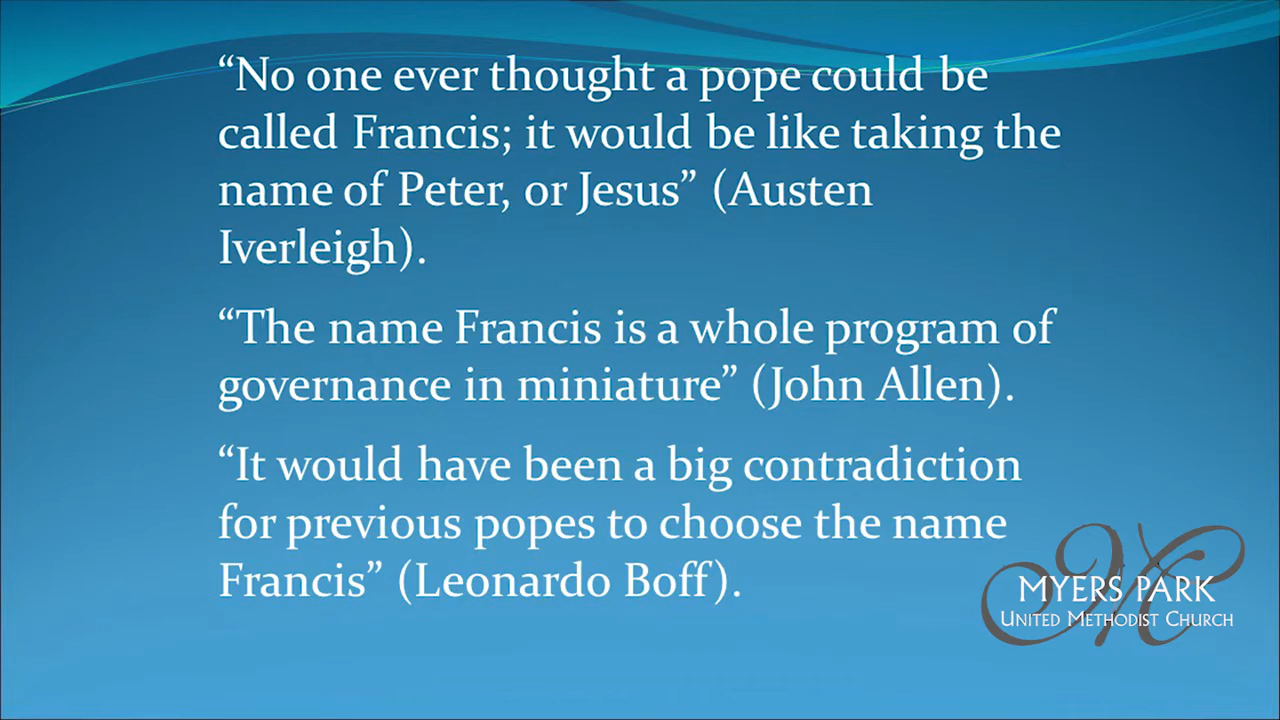 “No one ever thought a pope could be
called Francis; it would be like taking the
name of Peter, or Jesus” (Austen
Iverleigh).
“The name Francis is a whole program of
governance in miniature” (John Allen).
“It would have been a big contradiction
for previous popes to choose the name
Francis” (Leonardo Boff).
MYERS PARK
UNITED METHODIST CHURCH